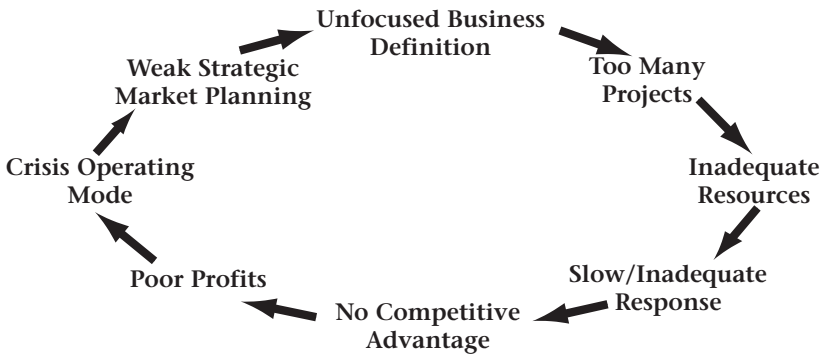 Unfocused Business
Definition
Too Many
Projects
Inadequate
Resources
Slow/Inadequate
Response
No Competitive
Advantage
Poor Profits
Crisis Operating
Mode
Weak Strategic
Market Planning